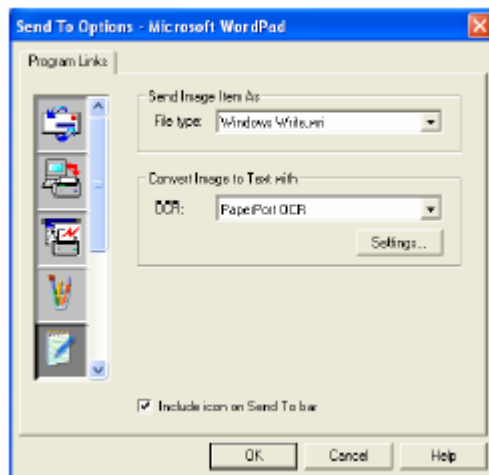 Send To Options - Microsoft WordPad
Program Links
Send Image Item As
File type: Windows Write.wri
Convert Image to Text with
OCR: PaperPort OCR
Settings...
Include icon on Send To bar
OK Cancel Help